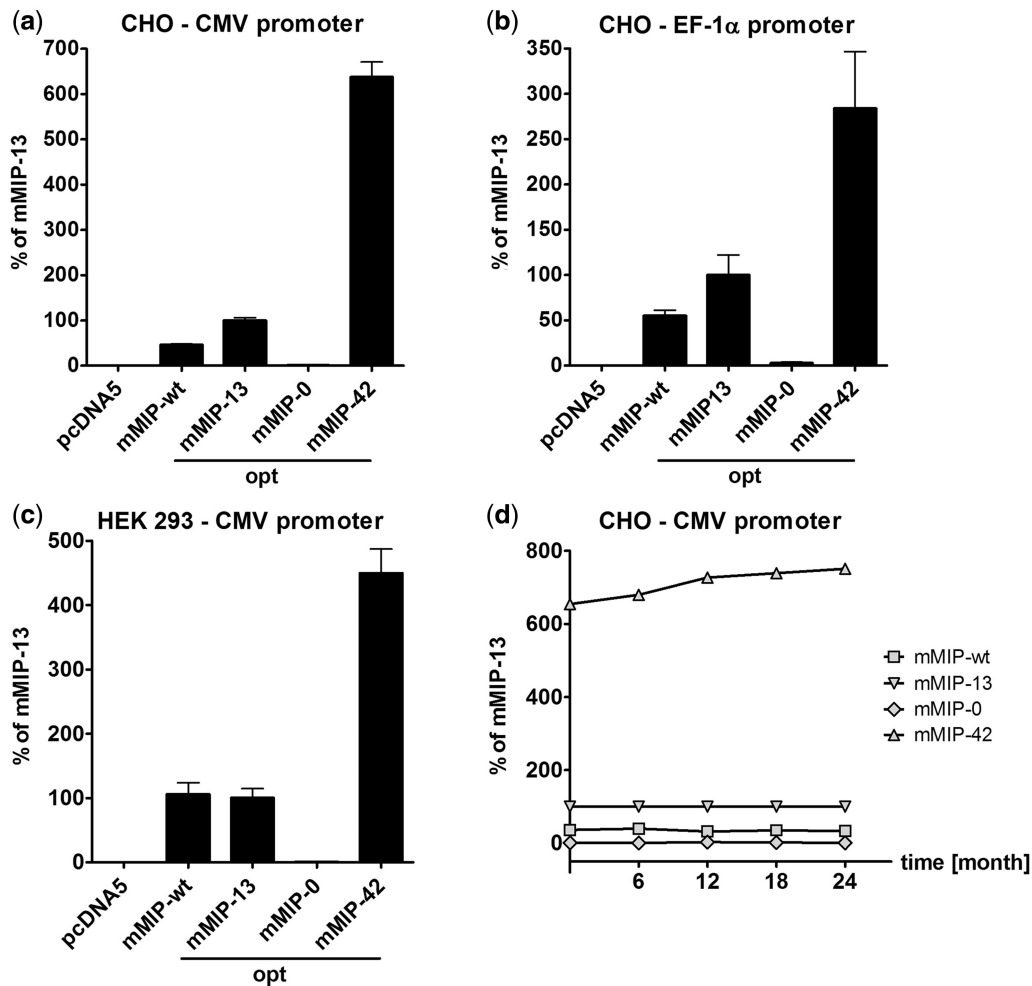 (a)
CHO - CMV promoter
% of mMIP-13
700
600
500
400
300
200
100
0
pcDNA5
mMIP-wt
mMIP-13
mMIP-0
mMIP-42
opt
(b)
CHO - EF-1α promoter
% of mMIP-13
350
300
250
200
150
100
50
0
pcDNA5
mMIP-wt
mMIP13
mMIP-0
mMIP-42
opt
(c)
HEK 293 - CMV promoter
% of mMIP-13
500
400
300
200
100
0
pcDNA5
mMIP-wt
mMIP-13
mMIP-0
mMIP-42
opt
(d)
CHO - CMV promoter
% of mMIP-13
800
600
400
200
0
6
12
18
24
time [month]
mMIP-wt
mMIP-13
mMIP-0
mMIP-42